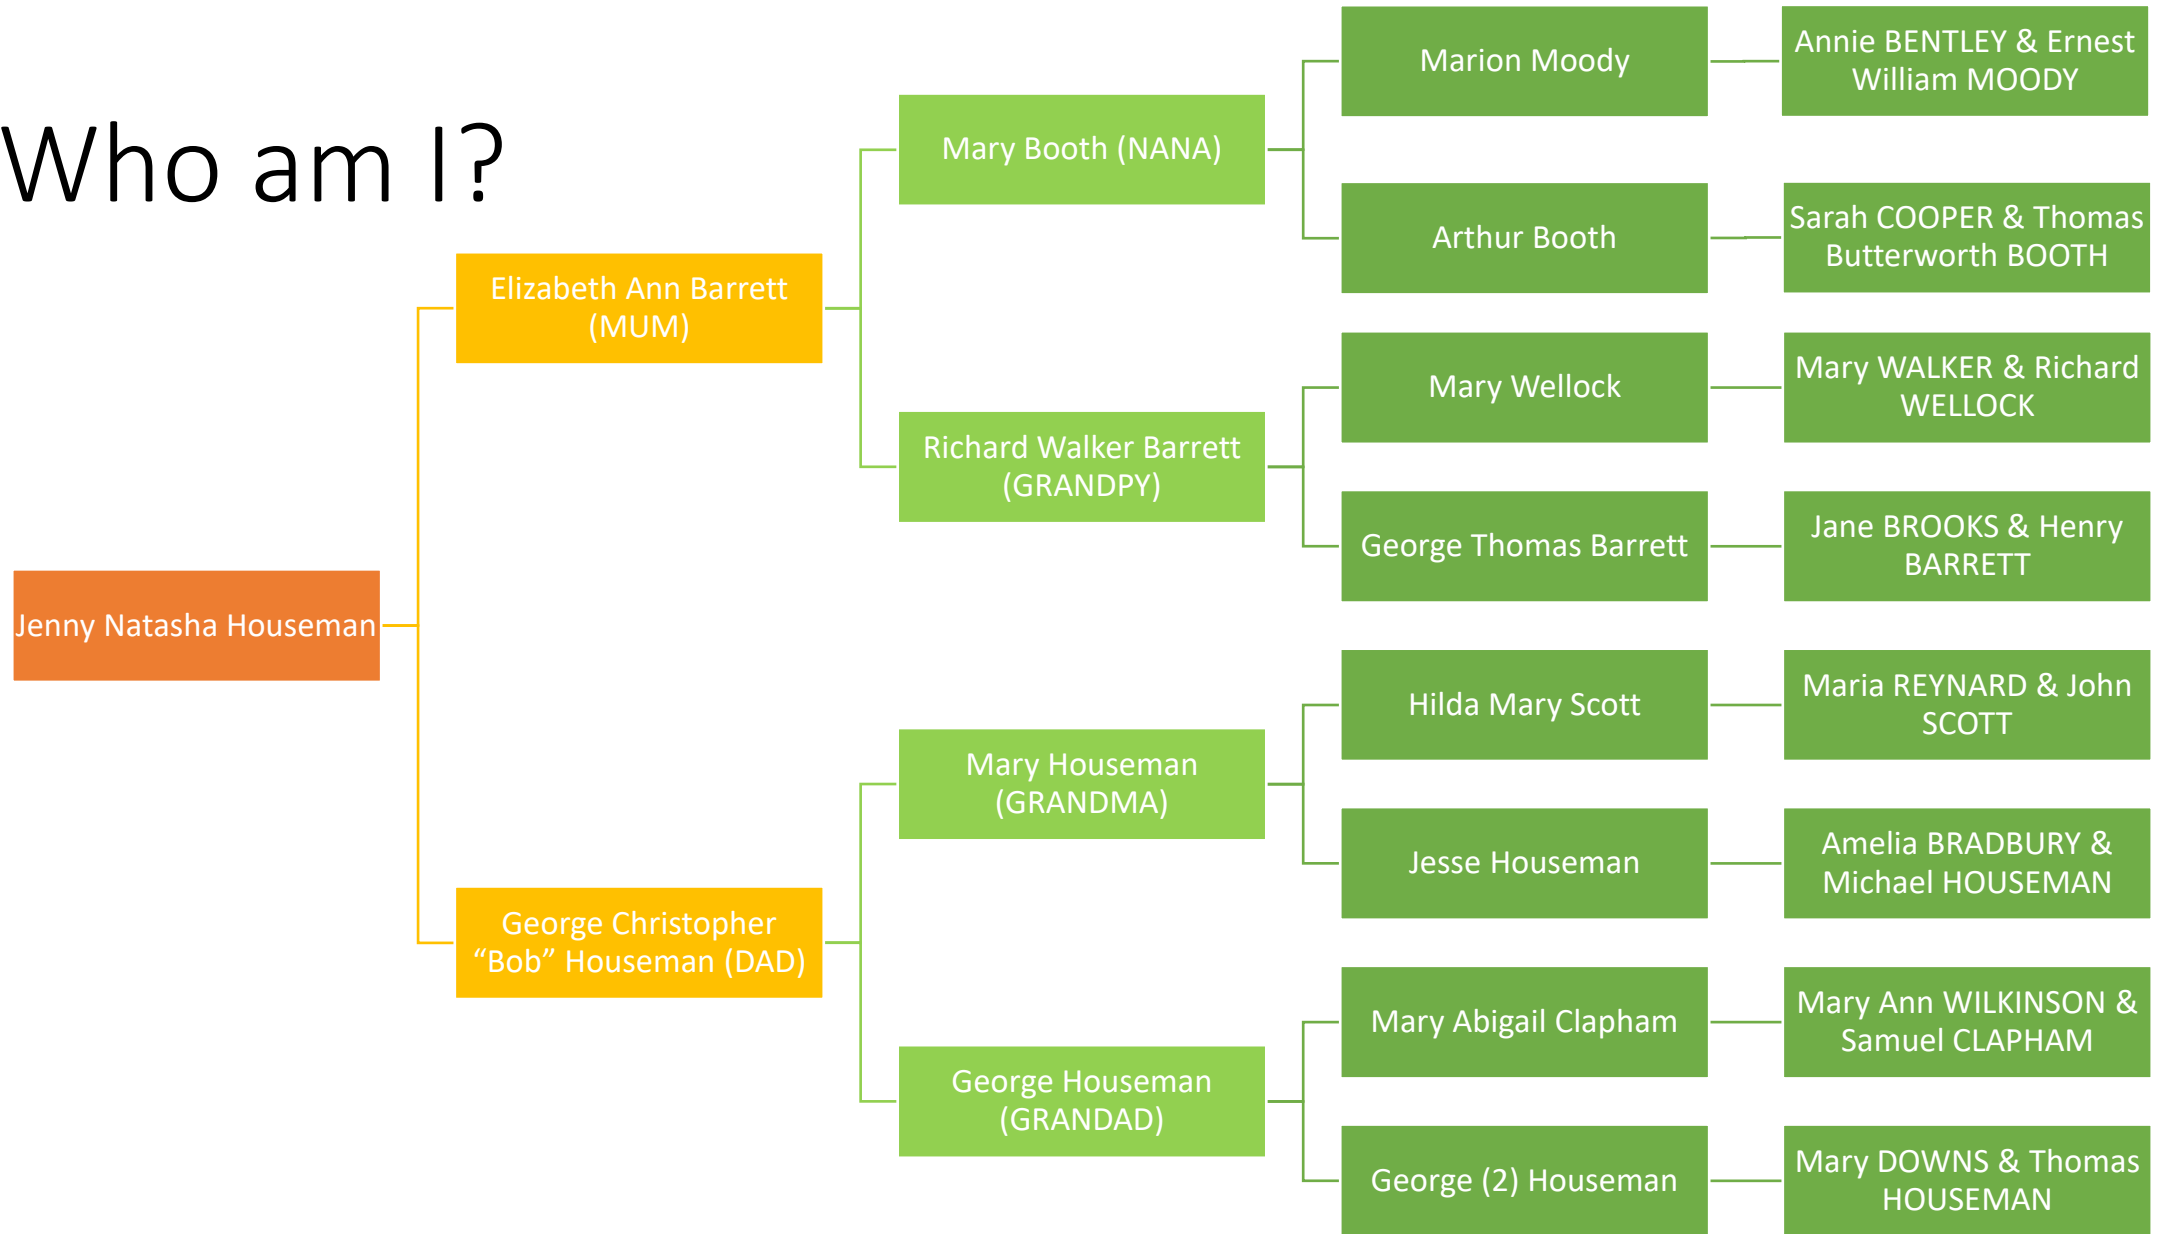 Who am I?
Jenny Natasha Houseman
Elizabeth Ann Barrett
(MUM)
George Christopher
“Bob” Houseman (DAD)
Mary Booth (NANA)
Richard Walker Barrett
(GRANDPY)
Mary Houseman
(GRANDMA)
George Houseman
(GRANDAD)
Marion Moody
Arthur Booth
Mary Wellock
George Thomas Barrett
Hilda Mary Scott
Jesse Houseman
Mary Abigail Clapham
George (2) Houseman
Annie BENTLEY & Ernest
William MOODY
Sarah COOPER & Thomas
Butterworth BOOTH
Mary WALKER & Richard
WELLOCK
Jane BROOKS & Henry
BARRETT
Maria REYNARD & John
SCOTT
Amelia BRADBURY &
Michael HOUSEMAN
Mary Ann WILKINSON &
Samuel CLAPHAM
Mary DOWNS & Thomas
HOUSEMAN